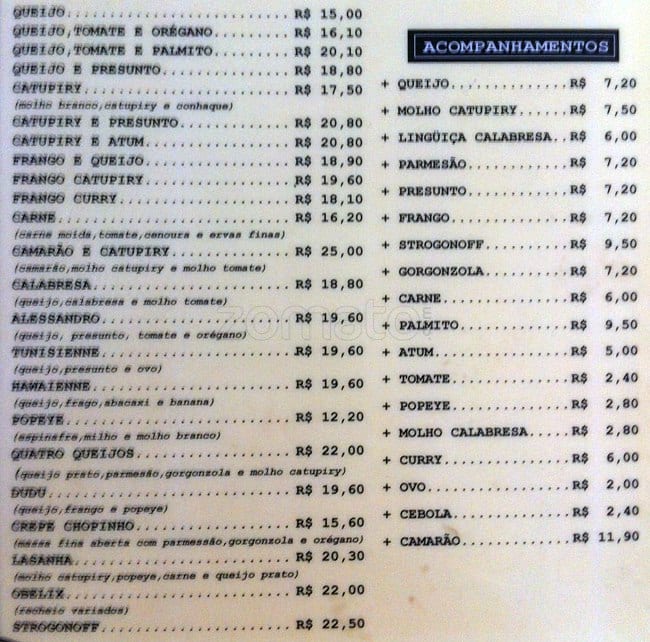 QUEIJO............................R$ 15,00
QUEIJO,TOMATE E ORÉGANO..........R$ 16,10
QUEIJO,TOMATE E PALMITO..........R$ 20,10
QUEIJO E PRESUNTO................R$ 18,80
CATUPIRY.........................R$ 17,50
(molho branco,catupiry e conhaque)
CATUPIRY E PRESUNTO..............R$ 20,80
CATUPIRY E ATUM..................R$ 20,80
FRANGO E QUEIJO..................R$ 18,90
FRANGO CATUPIRY..................R$ 19,60
FRANGO CURRY.....................R$ 18,10
CARNE............................R$ 16,20
(carne moida,tomate,cenoura e ervas finas)
CAMARÃO E CATUPIRY...............R$ 25,00
(camarão,molho catupiry e molho tomate)
CALABRESA........................R$ 18,80
(queijo,calabresa e molho tomate)
ALESSANDRO.......................R$ 19,60
(queijo, presunto, tomate e orégano)
TUNISIENNE.......................R$ 19,60
(queijo,presunto e ovo)
HAWAIENNE........................R$ 19,60
(queijo,frago,abacaxi e banana)
POPEYE...........................R$ 12,20
(espinafre,milho e molho branco)
QUATRO QUEIJOS...................R$ 22,00
(queijo prato,parmesão,gorgonzola e molho catupiry)
DUDU.............................R$ 19,60
(queijo,frango e popeye)
CREPE CHOPINHO...................R$ 15,60
(massa fina aberta com parmessão,gorgonzola e orégano)
LASANHA..........................R$ 20,30
(molho catupiry,popeye,carne e queijo prato)
OBELIX...........................R$ 22,00
(recheio variados)
STROGONOFF.......................R$ 22,50
ACOMPANHAMENTOS
+ QUEIJO...............R$ 7,20
+ MOLHO CATUPIRY......R$ 7,50
+ LINGÜIÇA CALABRESA..R$ 6,00
+ PARMESÃO............R$ 7,20
+ PRESUNTO............R$ 7,20
+ FRANGO..............R$ 7,20
+ STROGONOFF..........R$ 9,50
+ GORGONZOLA..........R$ 7,20
+ CARNE...............R$ 6,00
+ PALMITO.............R$ 9,50
+ ATUM................R$ 5,00
+ TOMATE..............R$ 2,40
+ POPEYE..............R$ 2,80
+ MOLHO CALABRESA.....R$ 2,80
+ CURRY...............R$ 6,00
+ OVO.................R$ 2,00
+ CEBOLA..............R$ 2,40
+ CAMARÃO.............R$ 11,90
zomato